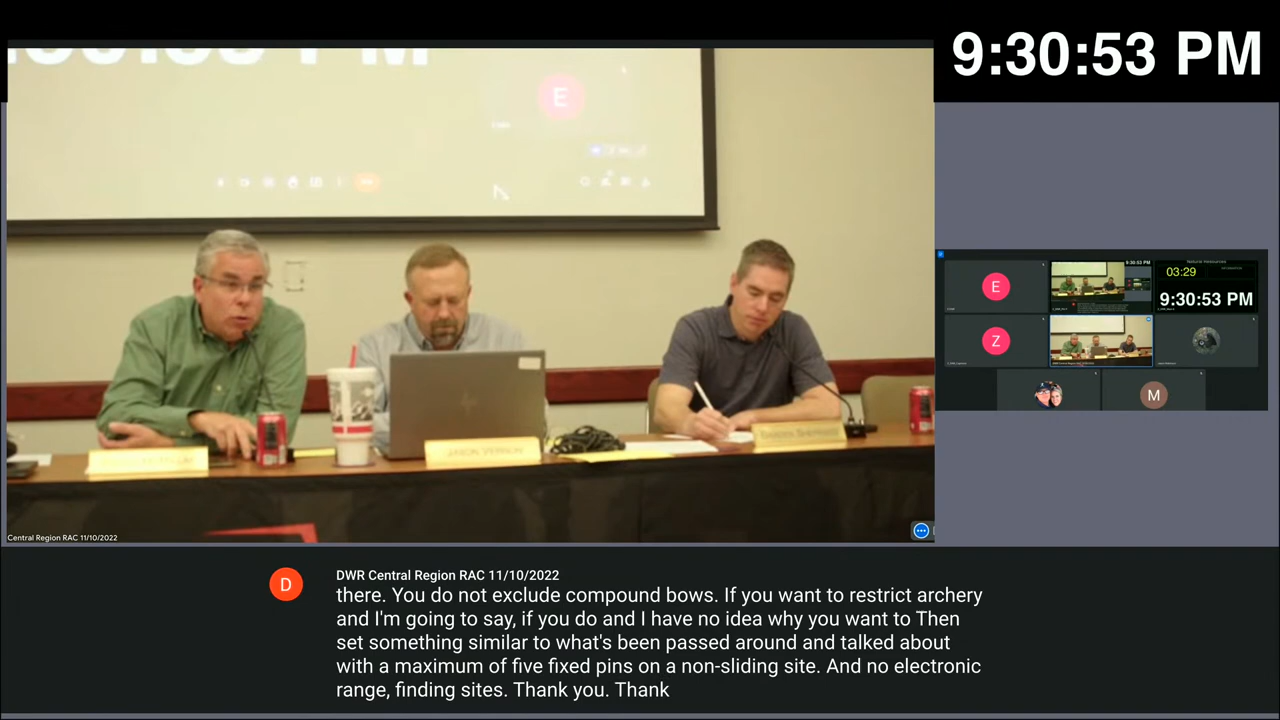 9:30:53 PM
E
03:29
9:30:53 PM
E
9:30:53 PM
Z
M
JASON VERNON
Central Region RAC 11/10/2022
D
DWR Central Region RAC 11/10/2022
there. You do not exclude compound bows. If you want to restrict archery
and I'm going to say, if you do and I have no idea why you want to Then
set something similar to what's been passed around and talked about
with a maximum of five fixed pins on a non-sliding site. And no electronic
range, finding sites. Thank you. Thank